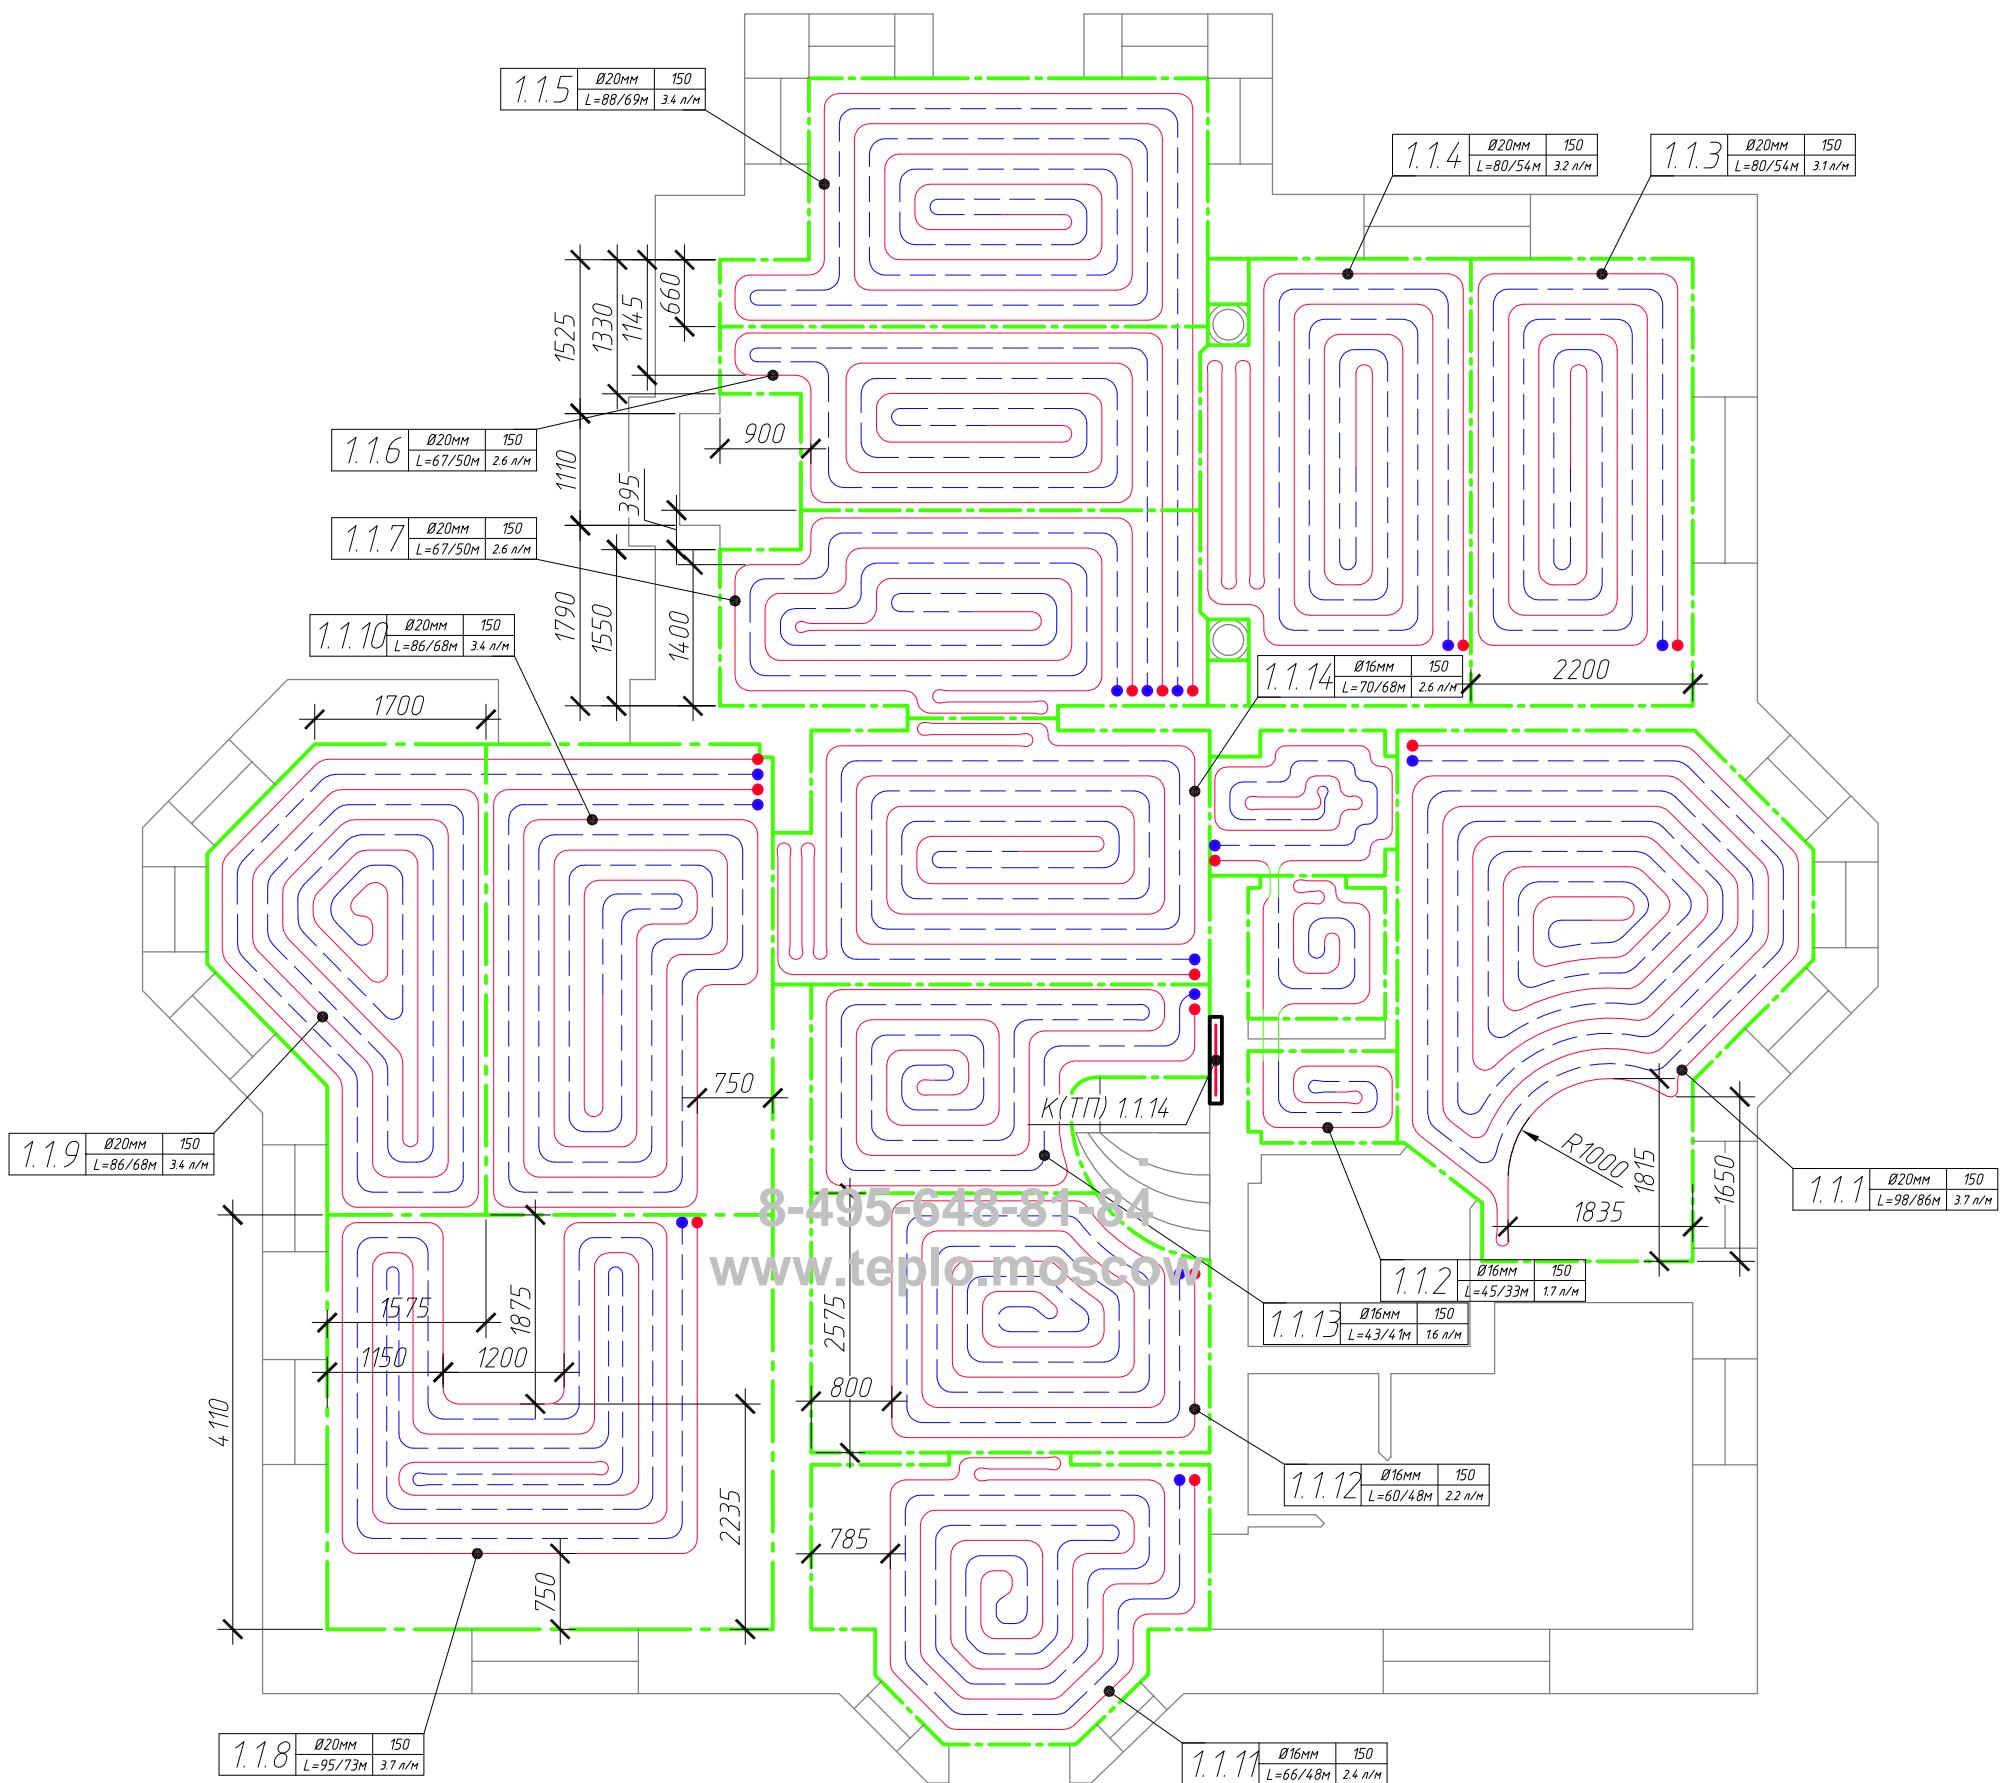 1.1.5 Ø20мм 150
L=88/69м 3.4 л/м
1.1.4 Ø20мм 150
L=80/54м 3.2 л/м
1.1.3 Ø20мм 150
L=80/54м 3.1 л/м
660
1145
1330
1525
1.1.6 Ø20мм 150
L=67/50м 2.6 л/м
900
1110
395
1.1.7 Ø20мм 150
L=67/50м 2.6 л/м
1790
1550
1400
1.1.10 Ø20мм 150
L=86/68м 3.4 л/м
1.1.14 Ø16мм 150
L=70/68м 2.6 л/м
2200
1700
750
К(ТП) 1.1.14
1.1.9 Ø20мм 150
L=86/68м 3.4 л/м
R1000
1815
1650
1835
1.1.1 Ø20мм 150
L=98/86м 3.7 л/м
8-495-648-81-84
www.teplo.moscow
1.1.2 Ø16мм 150
L=45/33м 1.7 л/м
1.1.13 Ø16мм 150
L=43/41м 1.6 л/м
1575
1875
2575
1150
1200
800
4110
2235
1.1.12 Ø16мм 150
L=60/48м 2.2 л/м
785
750
1.1.8 Ø20мм 150
L=95/73м 3.7 л/м
1.1.11 Ø16мм 150
L=66/48м 2.4 л/м